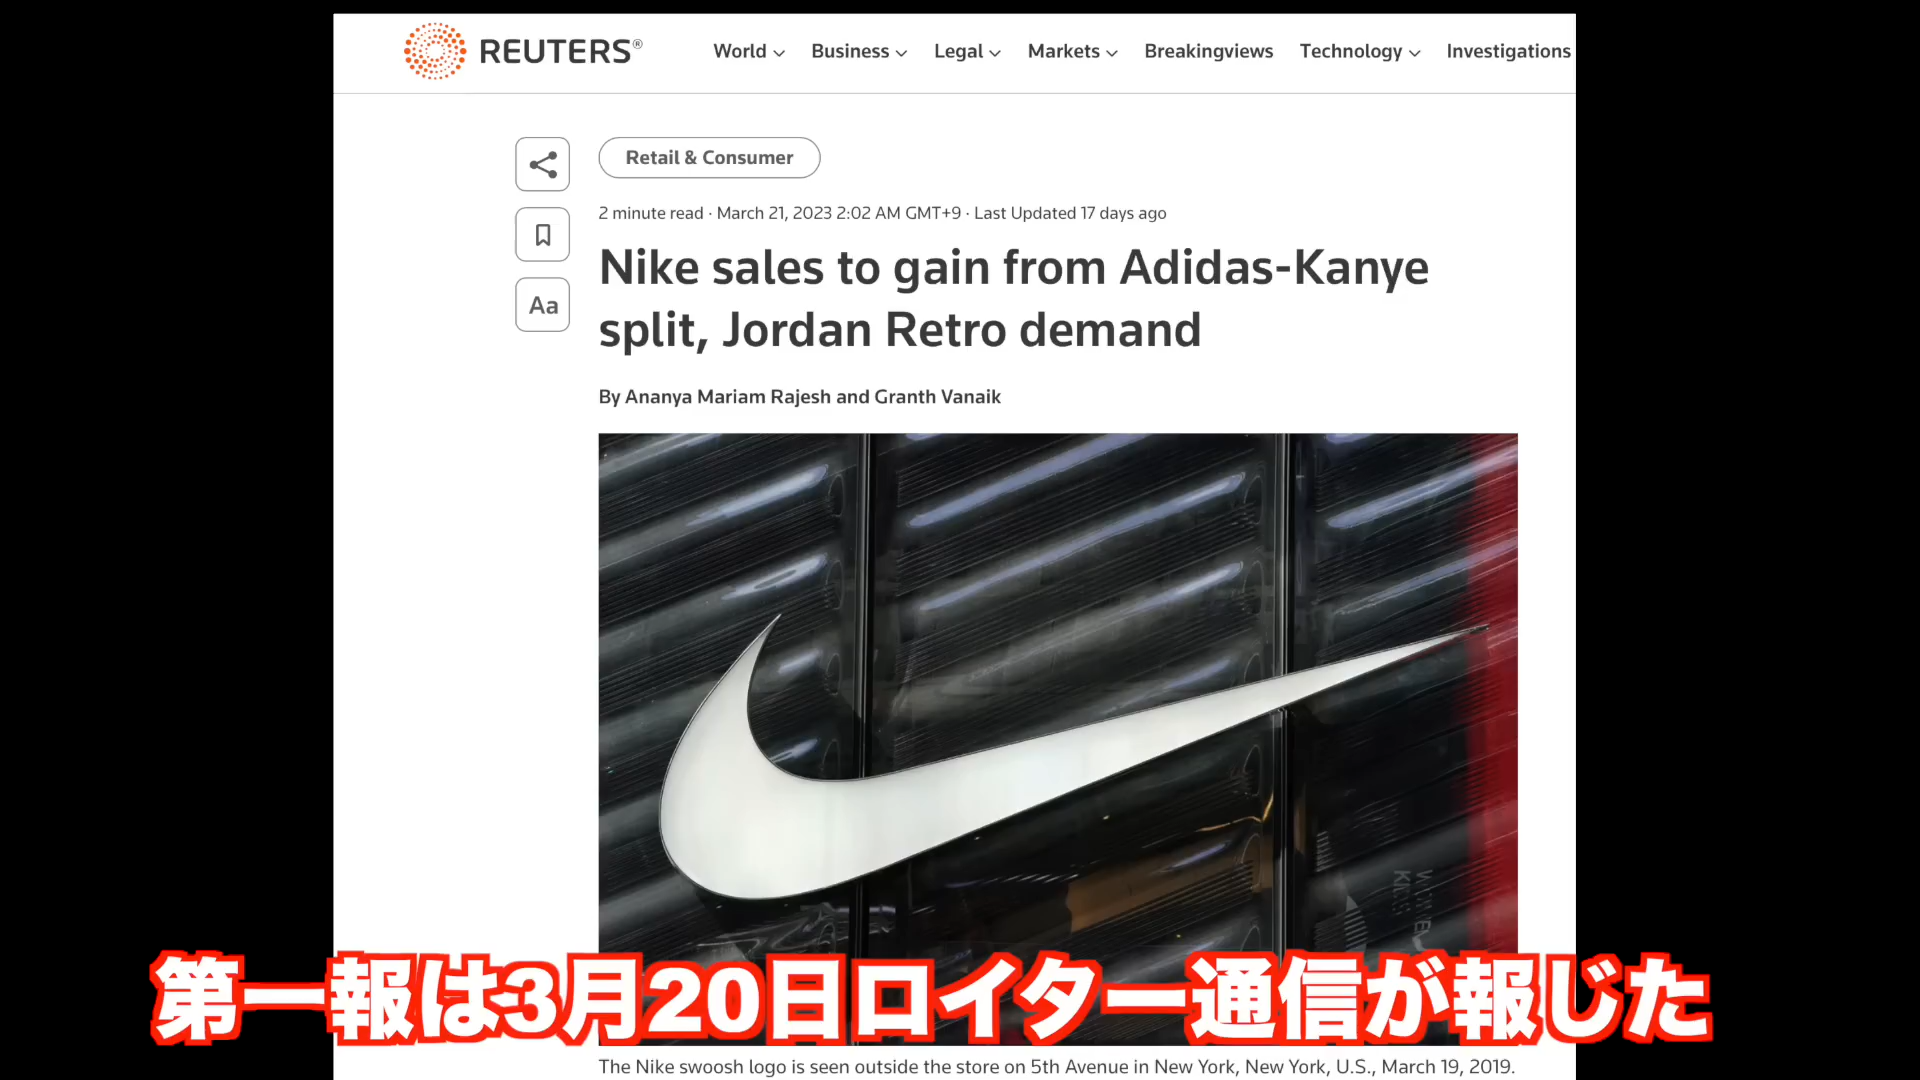 REUTERS®
World
Business
Legal
Markets
Breakingviews
Technology
Investigations
Retail & Consumer
2 minute read · March 21, 2023 2:02 AM GMT+9 · Last Updated 17 days ago
Aa
Nike sales to gain from Adidas-Kanye
split, Jordan Retro demand
By Ananya Mariam Rajesh and Granth Vanaik
第一報は3月20日ロイター通信が報じた
The Nike swoosh logo is seen outside the store on 5th Avenue in New York, New York, U.S., March 19, 2019.